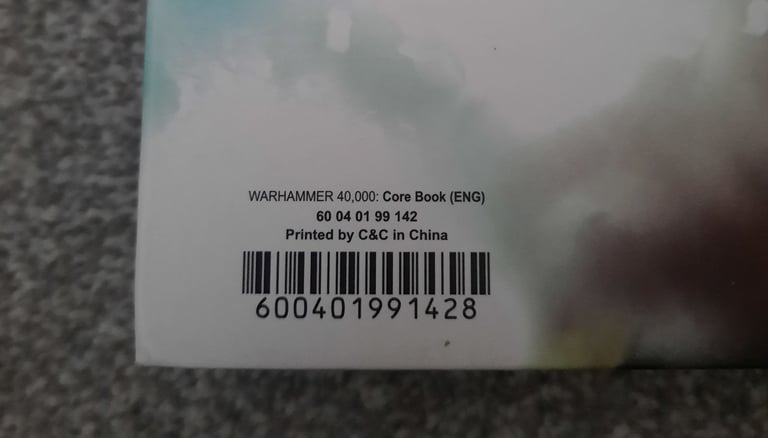 WARHAMMER 40,000: Core Book (ENG)
60 04 01 99 142
Printed by C&C in China
600401991428